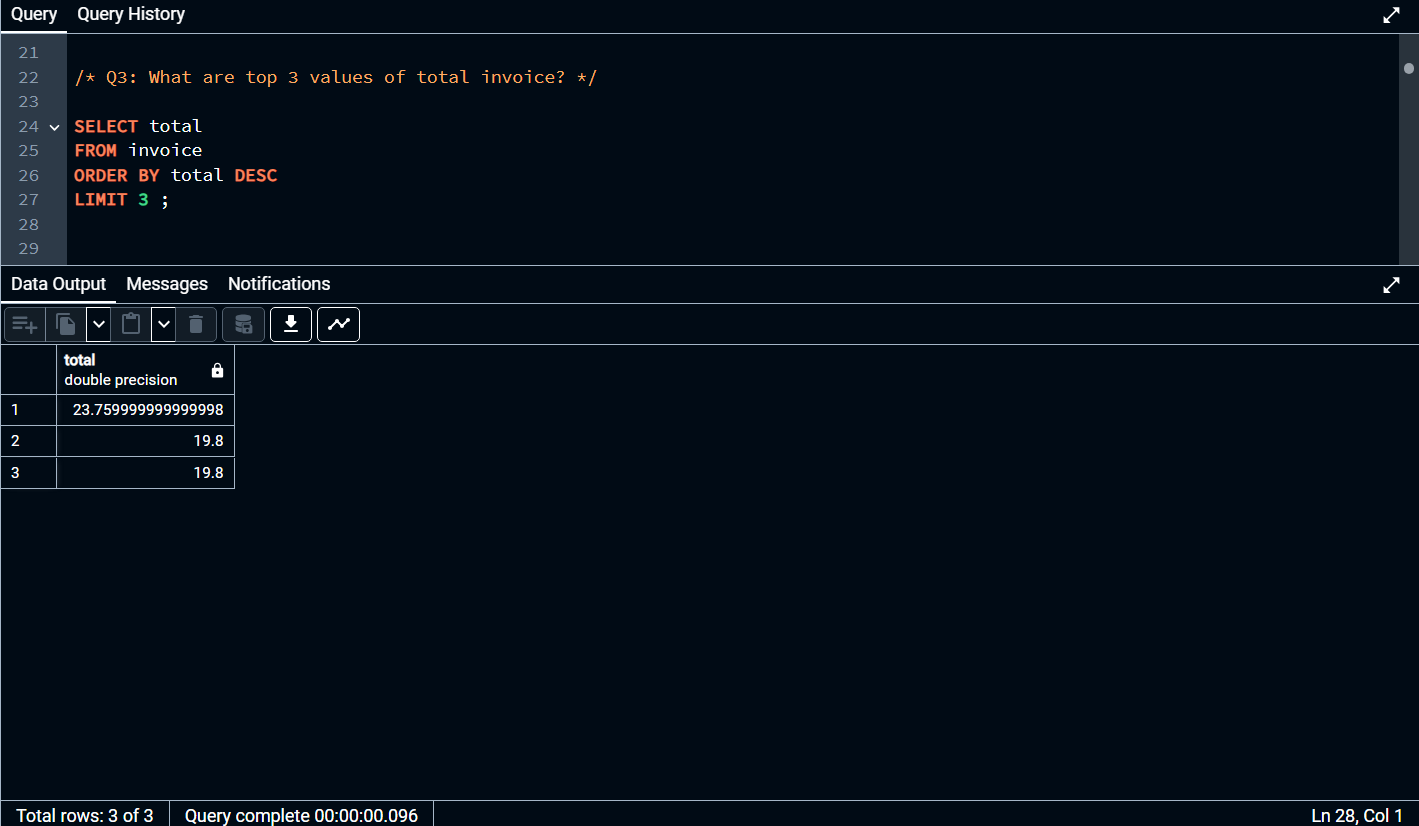 Query Query History
21
22 /* Q3: What are top 3 values of total invoice? */
23
24 SELECT total
25 FROM invoice
26 ORDER BY total DESC
27 LIMIT 3 ;
28
29
Data Output Messages Notifications
total
double precision
1 23.759999999999998
2 19.8
3 19.8
Total rows: 3 of 3 Query complete 00:00:00.096 Ln 28, Col 1